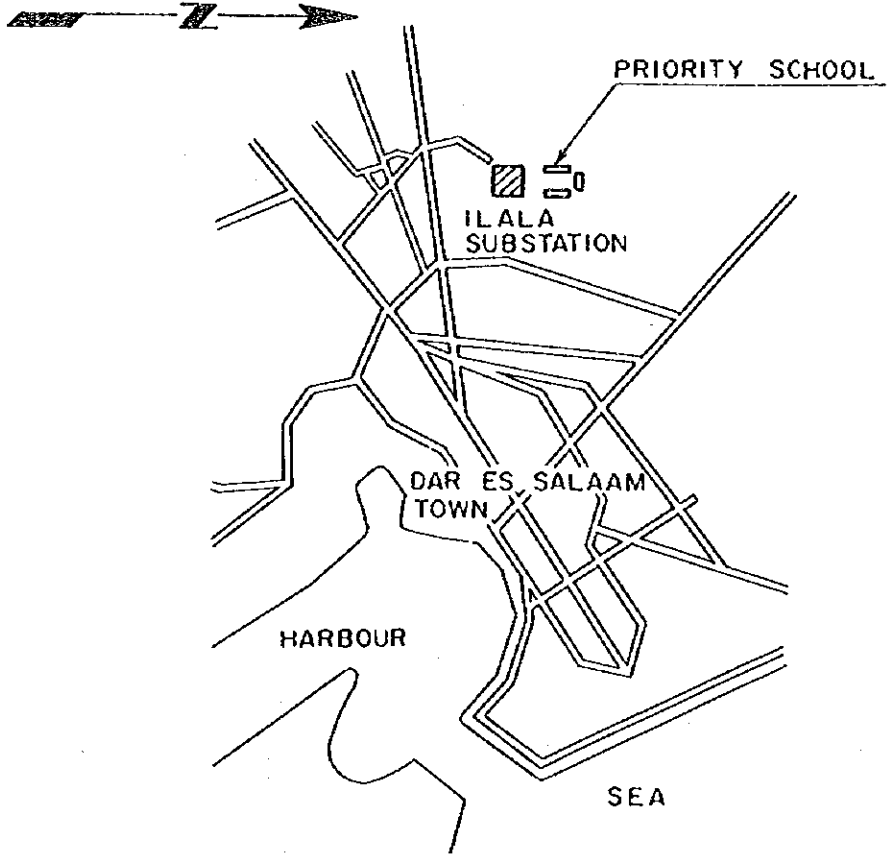 N
PRIORITY SCHOOL
ILALA
SUBSTATION
DAR ES SALAAM
TOWN
HARBOUR
SEA